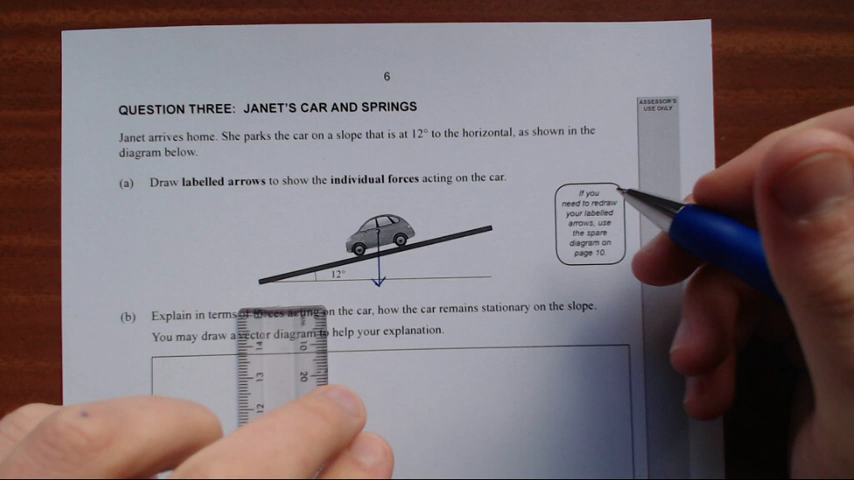 6
QUESTION THREE: JANET'S CAR AND SPRINGS
ASSESSOR'S
USE ONLY
Janet arrives home. She parks the car on a slope that is at 12° to the horizontal, as shown in the
diagram below.
(a) Draw labelled arrows to show the individual forces acting on the car.
If you
need to redraw
your labelled
arrows, use
the spare
diagram on
page 10.
12°
(b) Explain in terms of forces acting on the car, how the car remains stationary on the slope.
You may draw a vector diagram to help your explanation.
14
10
13
20
12